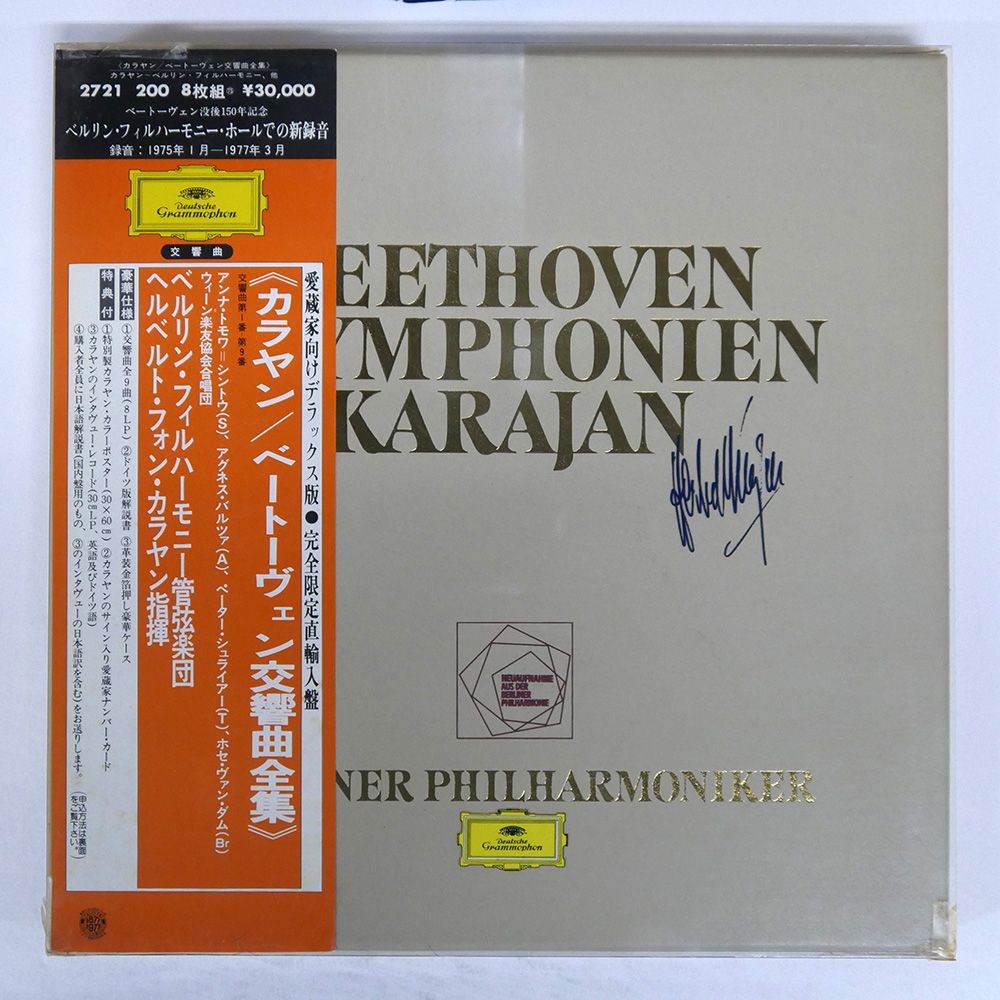 〈カラヤン/ベートーヴェン交響曲全集〉
カラヤン〜ベルリン・フィルハーモニー、他
2721 200 8枚組 ¥30,000
ベートーヴェン没後150年記念
ベルリン・フィルハーモニー・ホールでの新録音
録音:1975年1月—1977年3月
Deutsche
Grammophon
交響曲
愛蔵家向けデラックス版●完全限定直輸入盤
《カラヤン/ベートーヴェン交響曲全集》
交響曲第1番-第9番
アンナ・トモワ=シントウ(S)、アグネス・バルツァ(A)、ペーター・シュライアー(T)、ホセ・ヴァン・ダム(Br)
ウィーン楽友協会合唱団
ベルリン・フィルハーモニー管弦楽団
ヘルベルト・フォン・カラヤン指揮
豪華仕様 ①交響曲全9曲(8LP) ②ドイツ版解説書 ③革装金箔押し豪華ケース
特典付 ①特別製カラヤン・カラーポスター(30×60㎝) ②カラヤンのサイン入り愛蔵家ナンバー・カード
③カラヤンのインタヴュー・レコード(30㎝LP、英語及びドイツ語)
④購入者全員に日本語解説書(国内盤用のもの、③のインタヴューの日本語訳を含む)をお送りします。
(申込方法は裏面
をご覧下さい。)
1877
1977
EETHOVEN
YMPHONIEN
KARAJAN
NEUAUFNAHME
AUS DER
BERLINER
PHILHARMONIE
NER PHILHARMONIKER
Deutsche
Grammophon